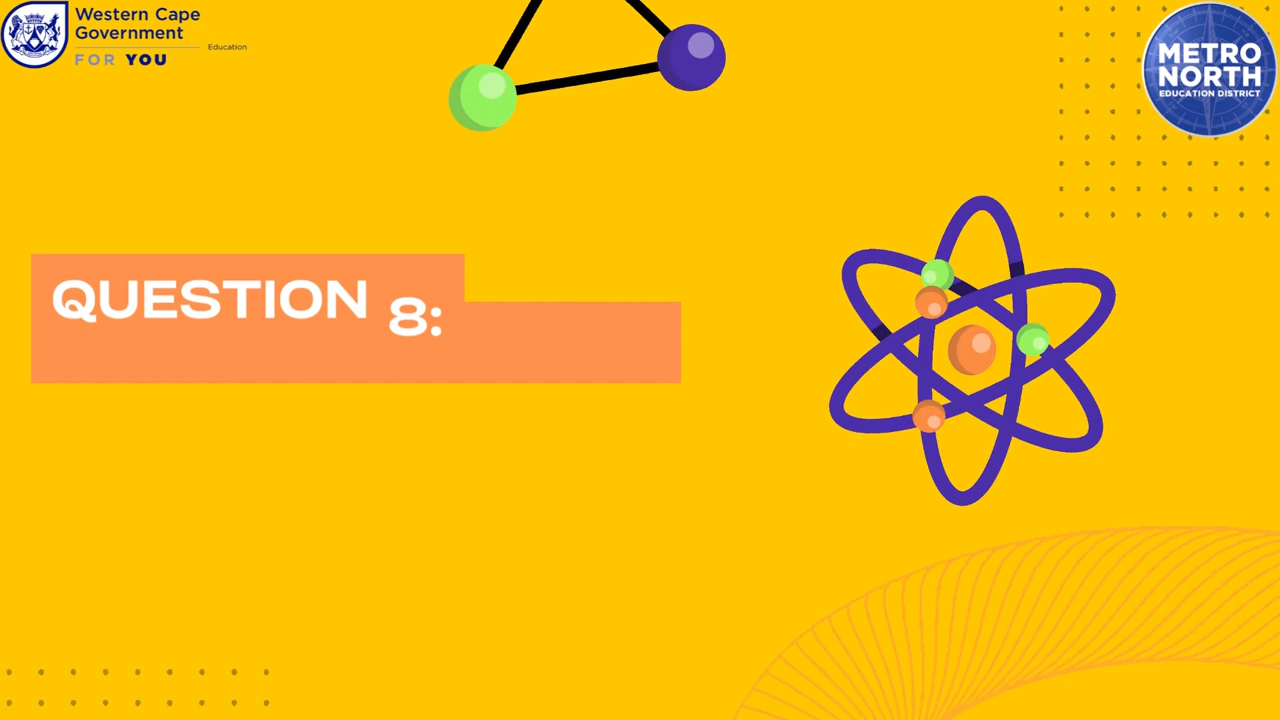 Western Cape
Government
Education
FOR YOU
METRO
NORTH
EDUCATION DISTRICT
QUESTION 8: